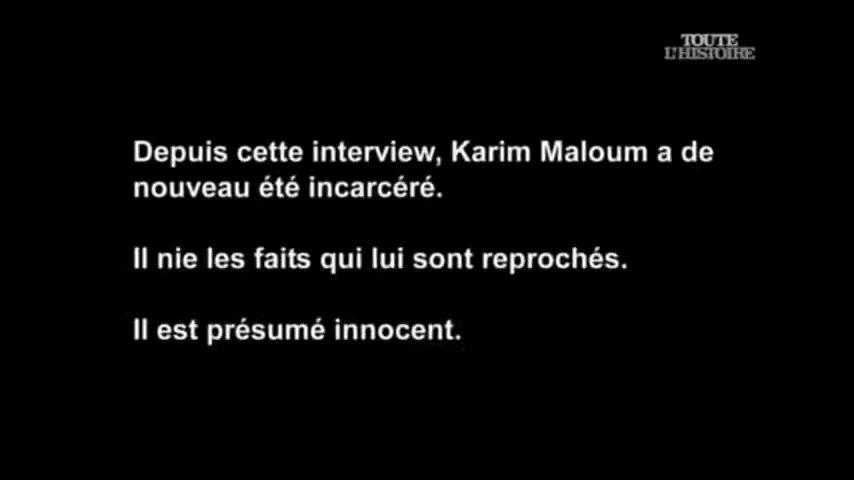 TOUTE
L'HISTOIRE
Depuis cette interview, Karim Maloum a de
nouveau été incarcéré.
Il nie les faits qui lui sont reprochés.
Il est présumé innocent.